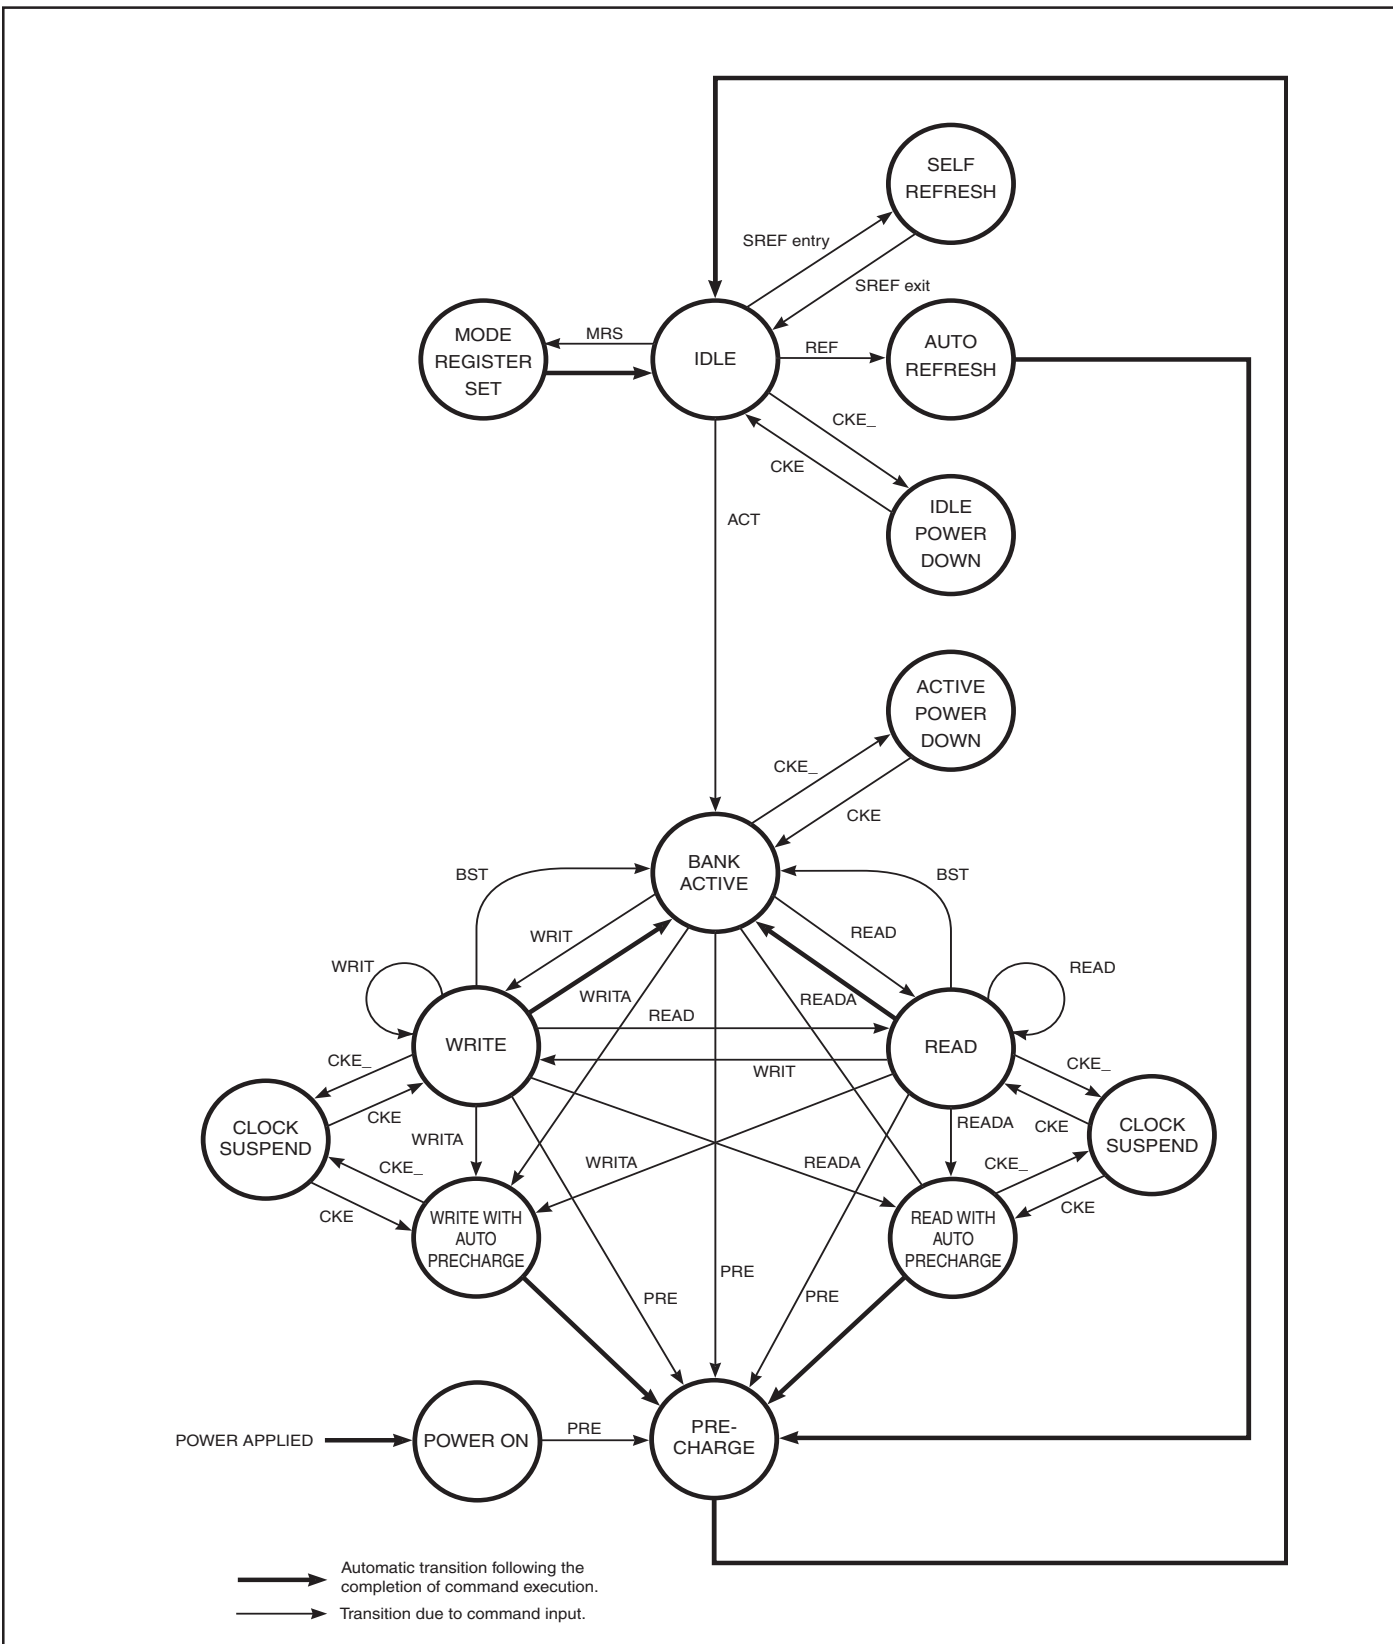 SELF
REFRESH
SREF entry
SREF exit
MODE
REGISTER
SET
MRS
IDLE
REF
AUTO
REFRESH
CKE_
CKE
IDLE
POWER
DOWN
ACT
ACTIVE
POWER
DOWN
CKE_
CKE
BANK
ACTIVE
BST
BST
WRIT
READ
WRIT
READ
WRITA
READA
READ
WRITE
READ
WRIT
CKE_
CKE_
CKE
CKE
CLOCK
SUSPEND
CLOCK
SUSPEND
WRITA
READA
WRITA
READA
CKE_
CKE_
CKE
CKE
WRITE WITH
AUTO
PRECHARGE
READ WITH
AUTO
PRECHARGE
PRE
PRE
PRE
POWER APPLIED
POWER ON
PRE
PRE-
CHARGE
Automatic transition following the
completion of command execution.
Transition due to command input.